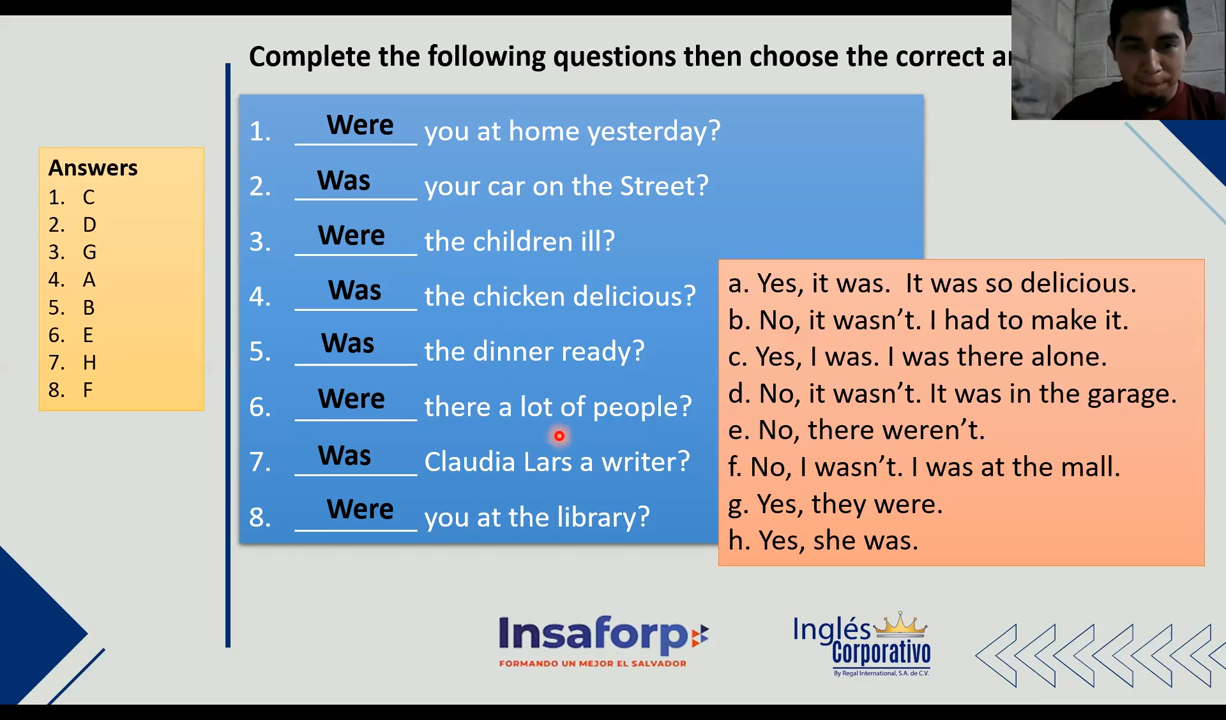 Complete the following questions then choose the correct
Answers
1. C
2. D
3. G
4. A
5. B
6. E
7. H
8. F
1. Were you at home yesterday?
2. Was your car on the Street?
3. Were the children ill?
4. Was the chicken delicious?
5. Was the dinner ready?
6. Were there a lot of people?
7. Was Claudia Lars a writer?
8. Were you at the library?
a. Yes, it was. It was so delicious.
b. No, it wasn’t. I had to make it.
c. Yes, I was. I was there alone.
d. No, it wasn’t. It was in the garage.
e. No, there weren’t.
f. No, I wasn’t. I was at the mall.
g. Yes, they were.
h. Yes, she was.
Insaforp
FORMANDO UN MEJOR EL SALVADOR
Inglés
Corporativo
By Regal International, S.A. de C.V.